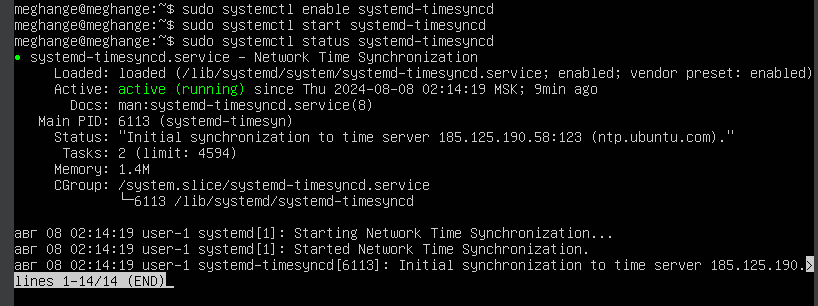 meghange@meghange:~$ sudo systemctl enable systemd-timesyncd
meghange@meghange:~$ sudo systemctl start systemd-timesyncd
meghange@meghange:~$ sudo systemctl status systemd-timesyncd
● systemd-timesyncd.service - Network Time Synchronization
     Loaded: loaded (/lib/systemd/system/systemd-timesyncd.service; enabled; vendor preset: enabled)
     Active: active (running) since Thu 2024-08-08 02:14:19 MSK; 9min ago
       Docs: man:systemd-timesyncd.service(8)
   Main PID: 6113 (systemd-timesyn)
     Status: "Initial synchronization to time server 185.125.190.58:123 (ntp.ubuntu.com)."
      Tasks: 2 (limit: 4594)
     Memory: 1.4M
     CGroup: /system.slice/systemd-timesyncd.service
             └─6113 /lib/systemd/systemd-timesyncd

авг 08 02:14:19 user-1 systemd[1]: Starting Network Time Synchronization...
авг 08 02:14:19 user-1 systemd[1]: Started Network Time Synchronization.
авг 08 02:14:19 user-1 systemd-timesyncd[6113]: Initial synchronization to time server 185.125.190.>
lines 1-14/14 (END)